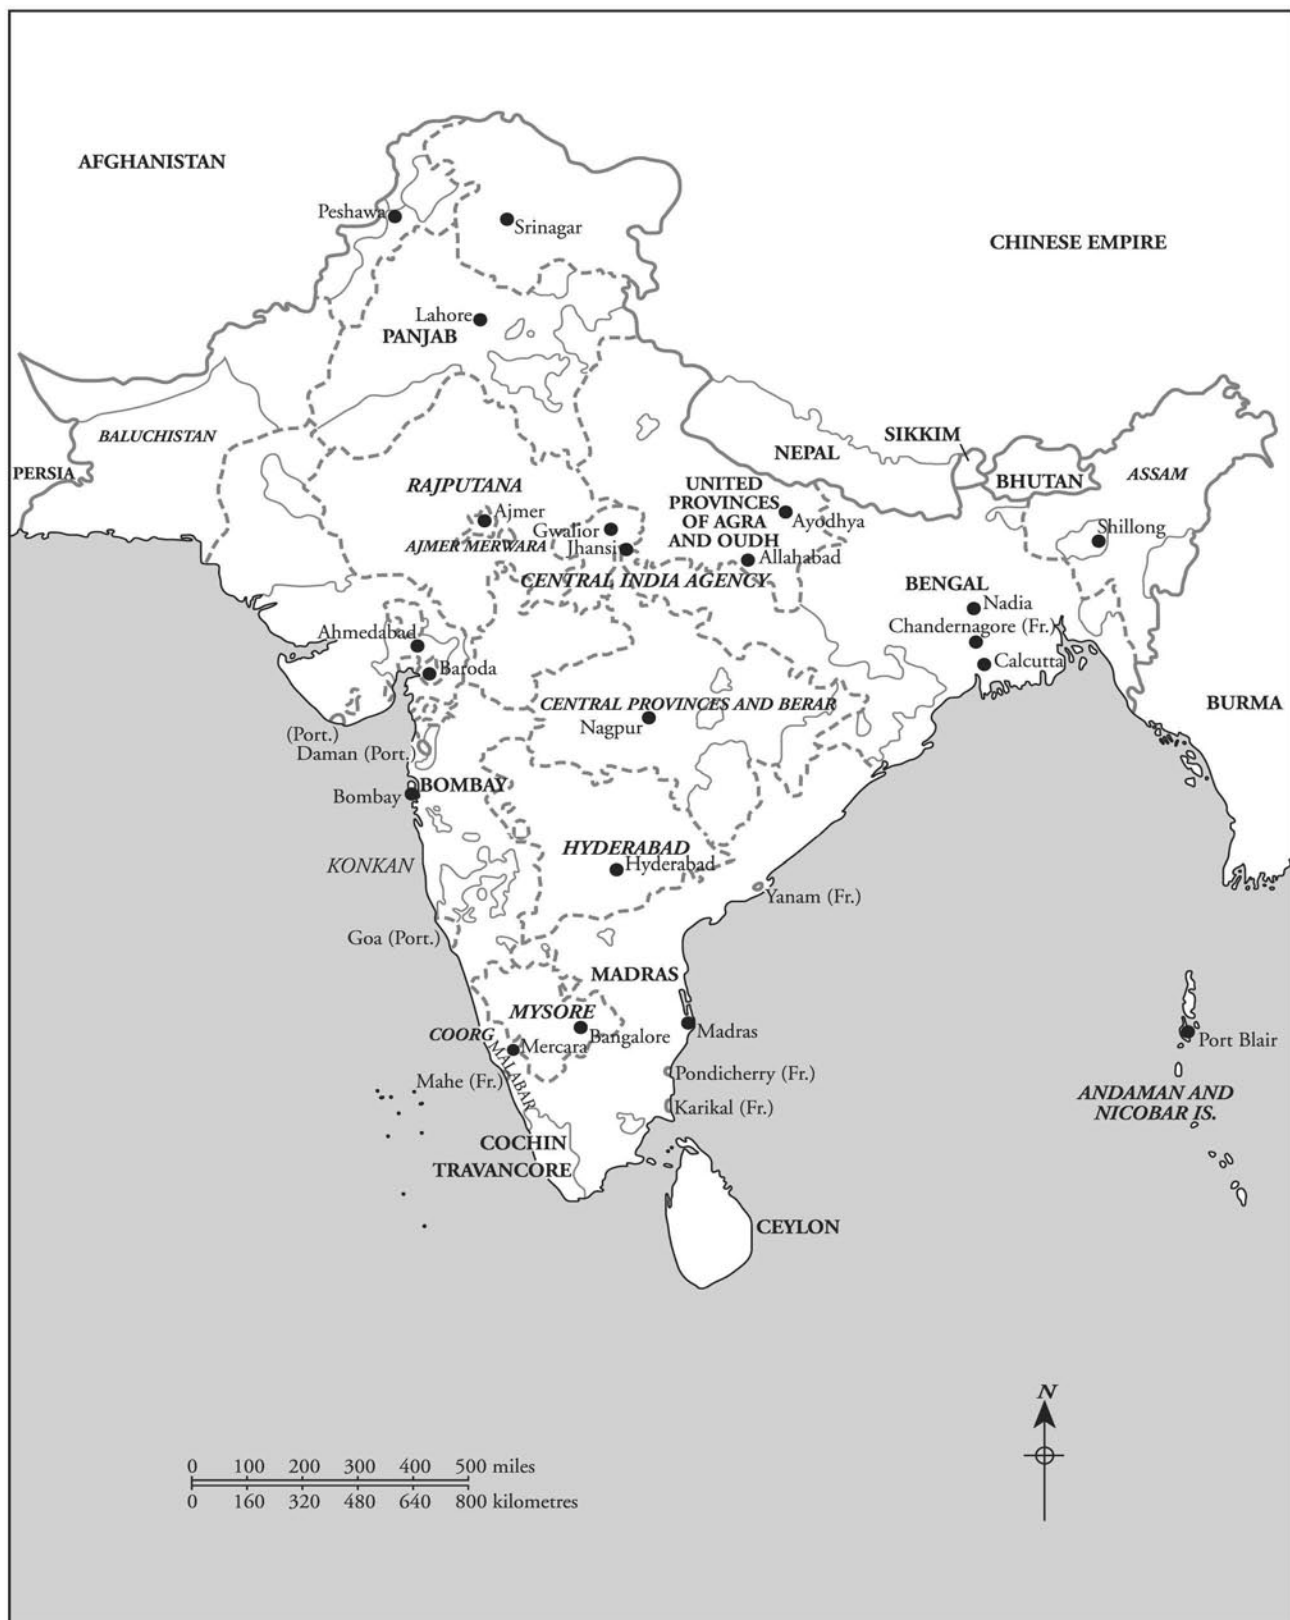 AFGHANISTAN
Peshawa
Srinagar
CHINESE EMPIRE
Lahore
PANJAB
BALUCHISTAN
PERSIA
NEPAL
SIKKIM
BHUTAN
ASSAM
RAJPUTANA
Ajmer
AJMER MERWARA
Gwalior
Jhansi
UNITED
PROVINCES
OF AGRA
AND OUDH
Ayodhya
Allahabad
Shillong
CENTRAL INDIA AGENCY
BENGAL
Nadia
Chandernagore (Fr.)
Calcutta
Ahmedabad
Baroda
CENTRAL PROVINCES AND BERAR
Nagpur
BURMA
(Port.)
Daman (Port.)
BOMBAY
Bombay
KONKAN
HYDERABAD
Hyderabad
Yanam (Fr.)
Goa (Port.)
MADRAS
MYSORE
COORG
Bangalore
Madras
Mercara
MALABAR
Mahe (Fr.)
Pondicherry (Fr.)
Karikal (Fr.)
Port Blair
ANDAMAN AND
NICOBAR IS.
COCHIN
TRAVANCORE
CEYLON
N
0 100 200 300 400 500 miles
0 160 320 480 640 800 kilometres